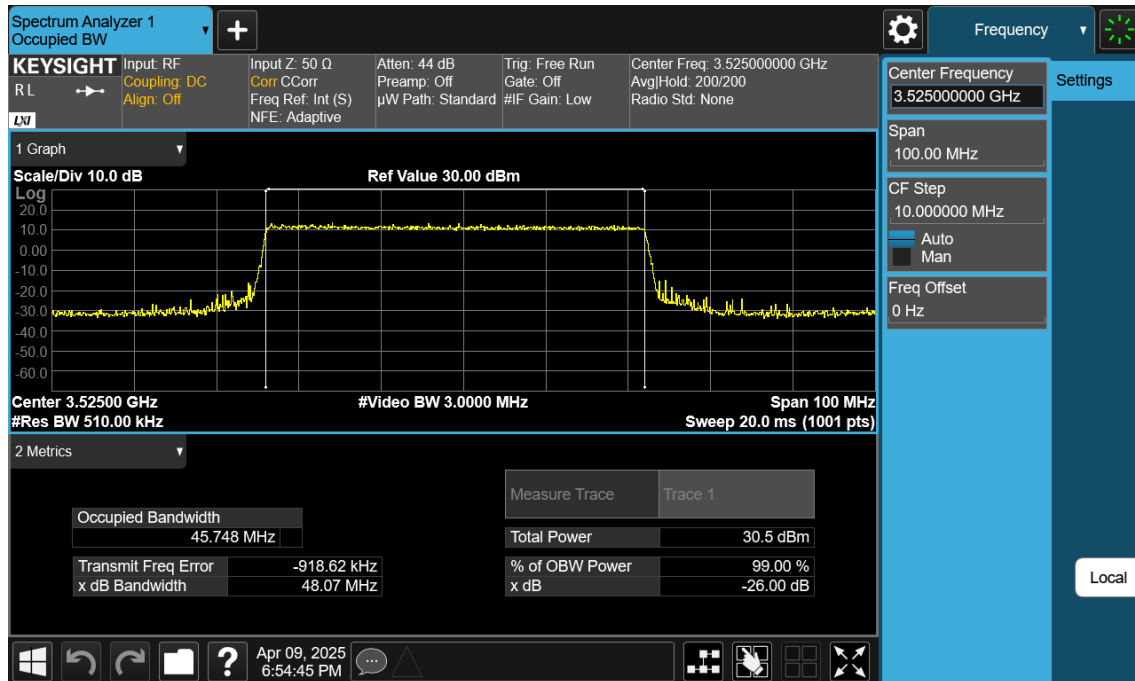 Spectrum Analyzer 1
Occupied BW
+
Frequency
KEYSIGHT
R L
LXI
Input: RF
Coupling: DC
Align: Off
Input Z: 50 Ω
Corr CCorr
Freq Ref: Int (S)
NFE: Adaptive
Atten: 44 dB
Preamp: Off
µW Path: Standard
Trig: Free Run
Gate: Off
#IF Gain: Low
Center Freq: 3.525000000 GHz
Avg|Hold: 200/200
Radio Std: None
Center Frequency
3.525000000 GHz
Settings
Span
100.00 MHz
CF Step
10.000000 MHz
Auto
Man
Freq Offset
0 Hz
Local
1 Graph
Scale/Div 10.0 dB
Ref Value 30.00 dBm
Log
20.0
10.0
0.00
-10.0
-20.0
-30.0
-40.0
-50.0
-60.0
Center 3.52500 GHz
#Video BW 3.0000 MHz
Span 100 MHz
#Res BW 510.00 kHz
Sweep 20.0 ms (1001 pts)
2 Metrics
Measure Trace Trace 1
Occupied Bandwidth
45.748 MHz
Total Power 30.5 dBm
Transmit Freq Error -918.62 kHz
% of OBW Power 99.00 %
x dB Bandwidth 48.07 MHz
x dB -26.00 dB
?
Apr 09, 2025
6:54:45 PM